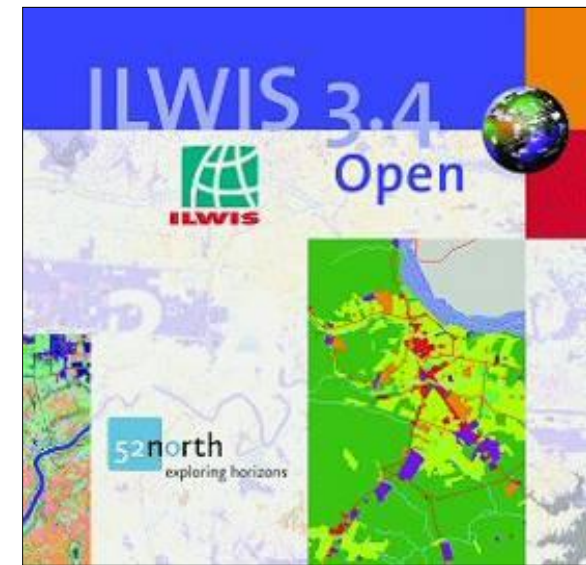 ILWIS 3.4
Open
ILWIS
52north
exploring horizons